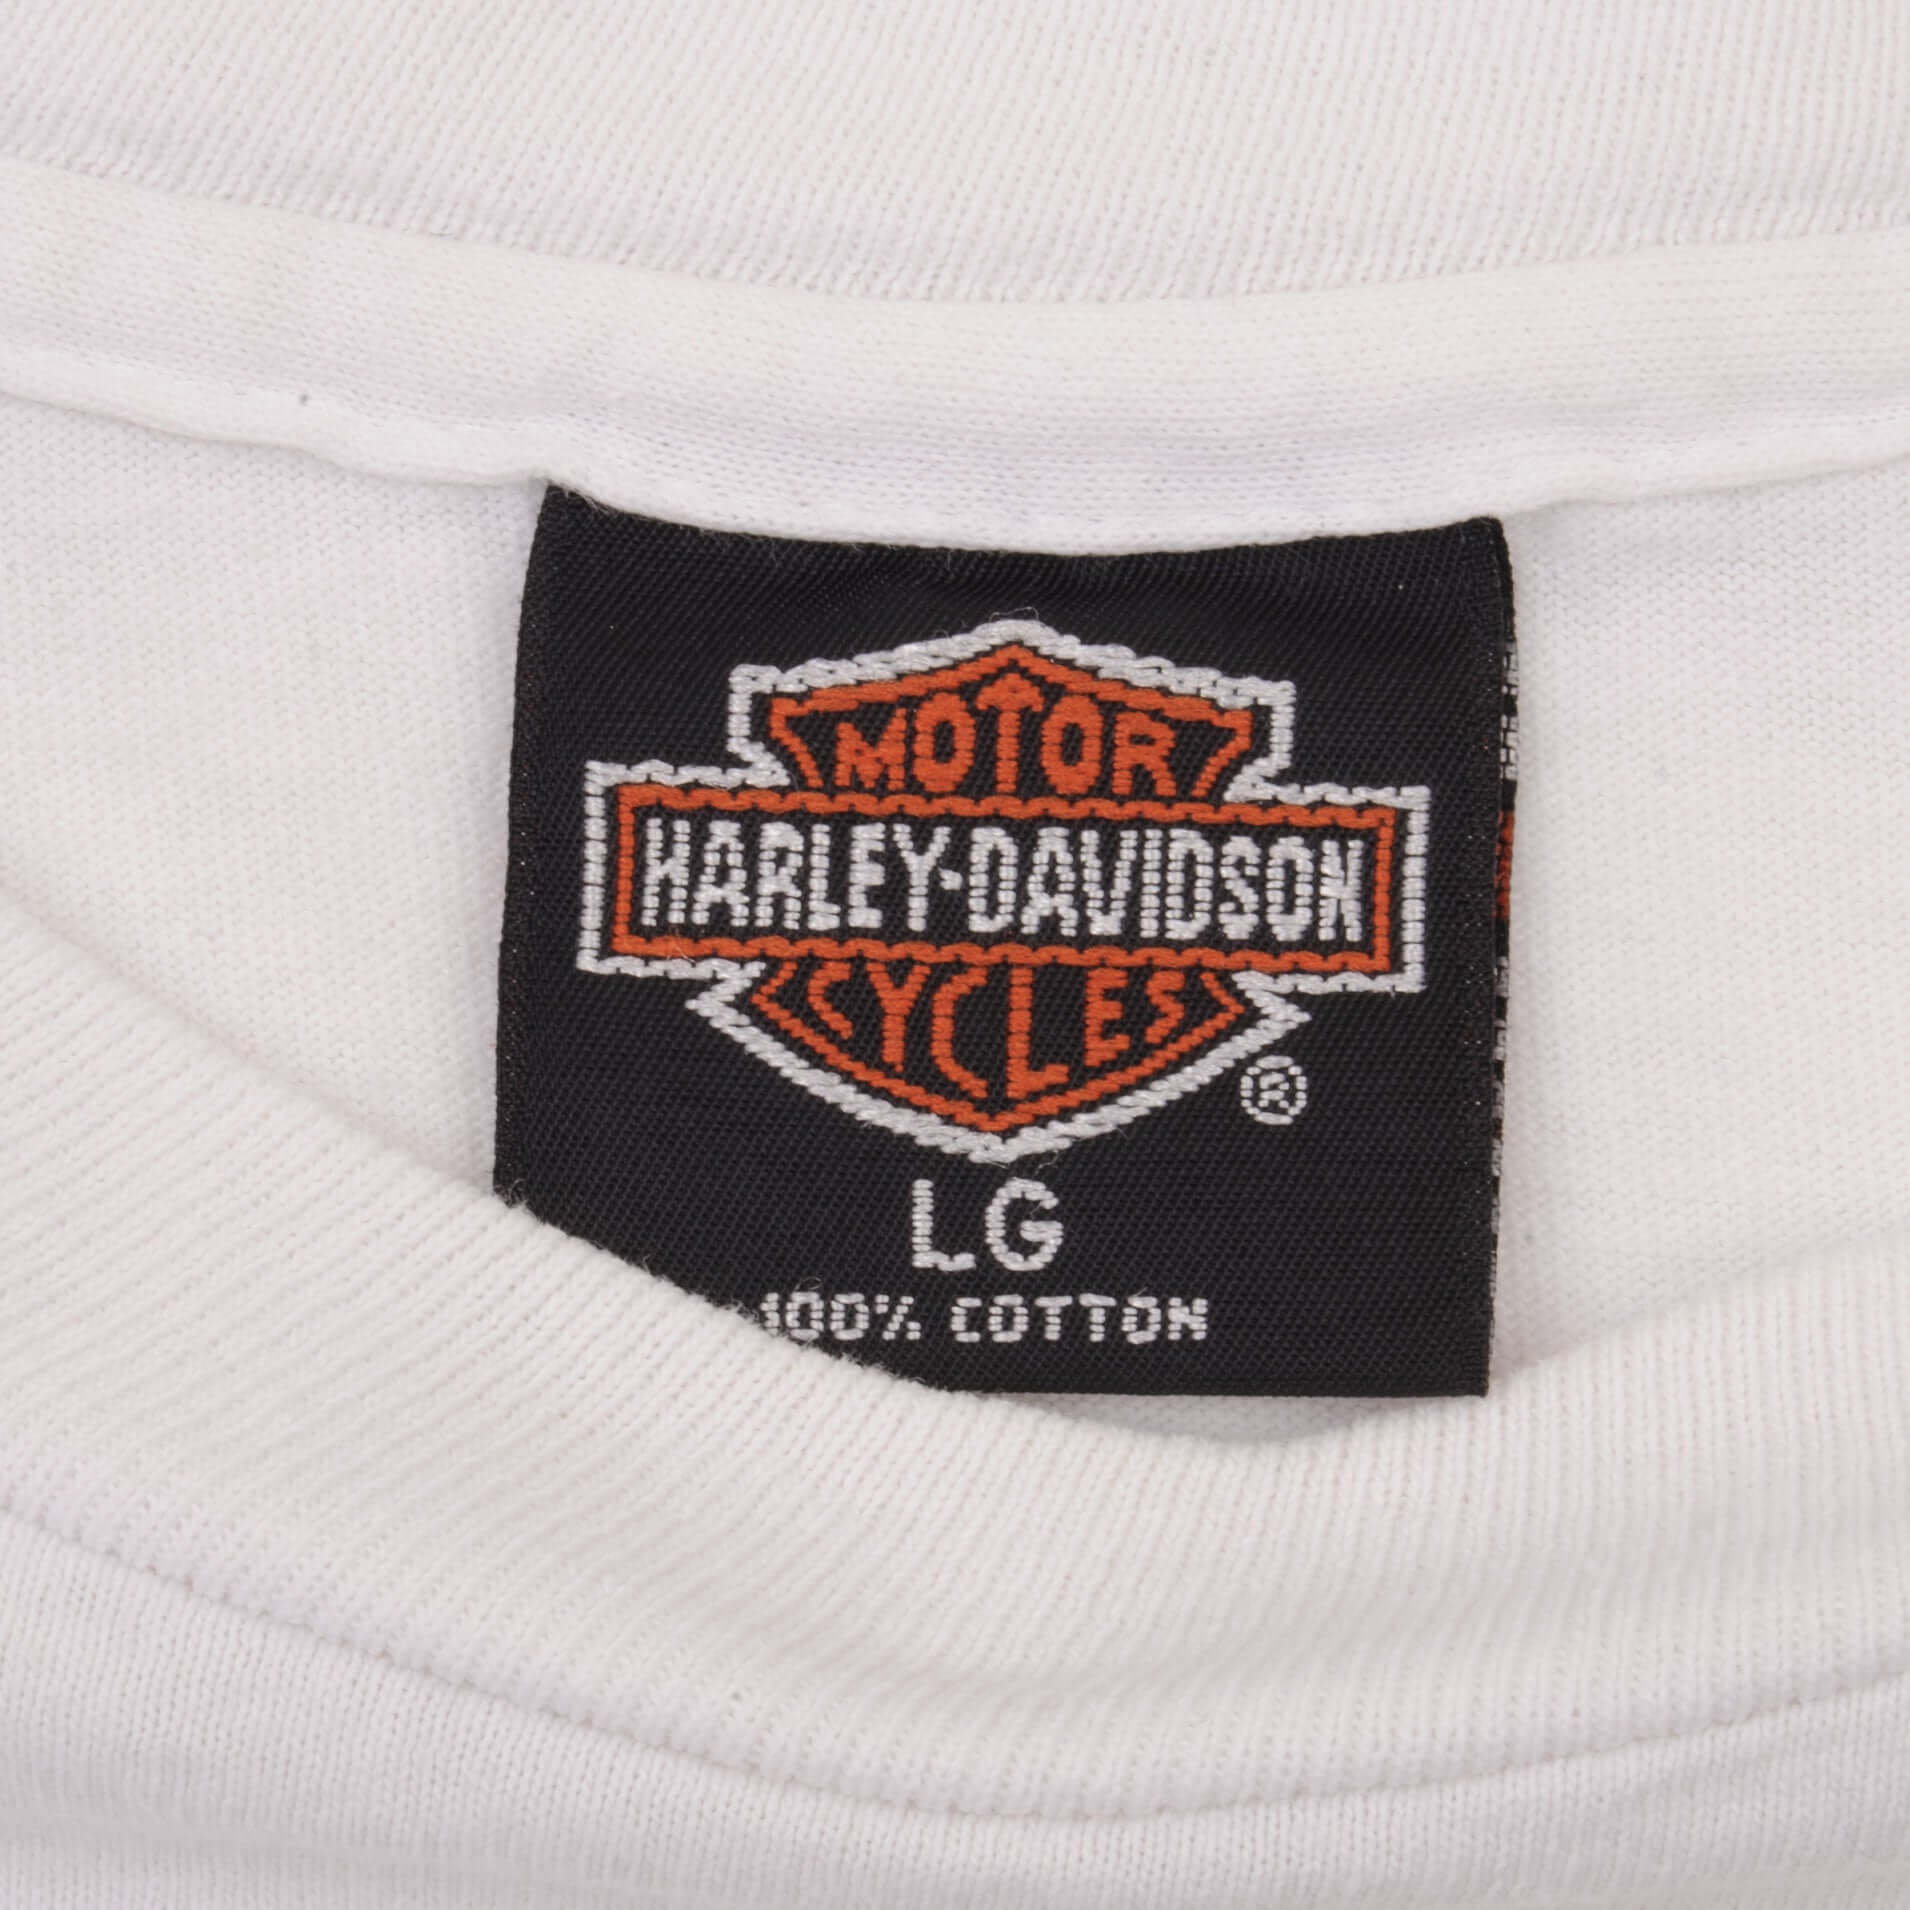 MOTOR
HARLEY-DAVIDSON
CYCLES
®
LG
100% COTTON